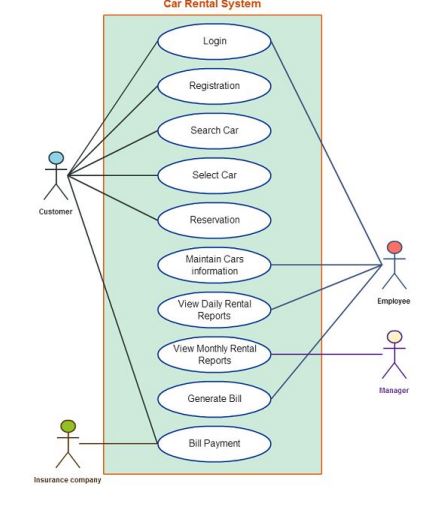 Car Rental System
Login
Registration
Search Car
Select Car
Customer
Reservation
Maintain Cars
information
Employee
View Daily Rental
Reports
View Monthly Rental
Reports
Manager
Generate Bill
Bill Payment
Insurance company